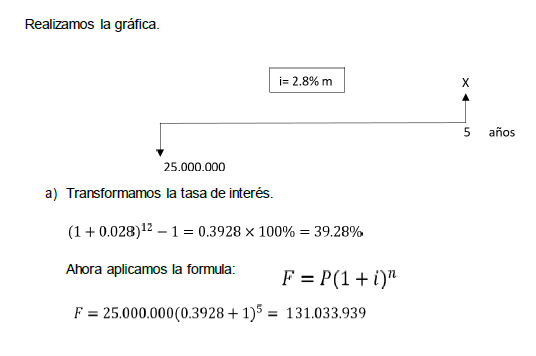 Realizamos la gráfica.
i= 2.8% m
X
5 años
25.000.000
a) Transformamos la tasa de interés.
(1 + 0.028)¹² − 1 = 0.3928 × 100% = 39.28%
Ahora aplicamos la formula: F = P(1 + i)ⁿ
F = 25.000.000(0.3928 + 1)⁵ = 131.033.939